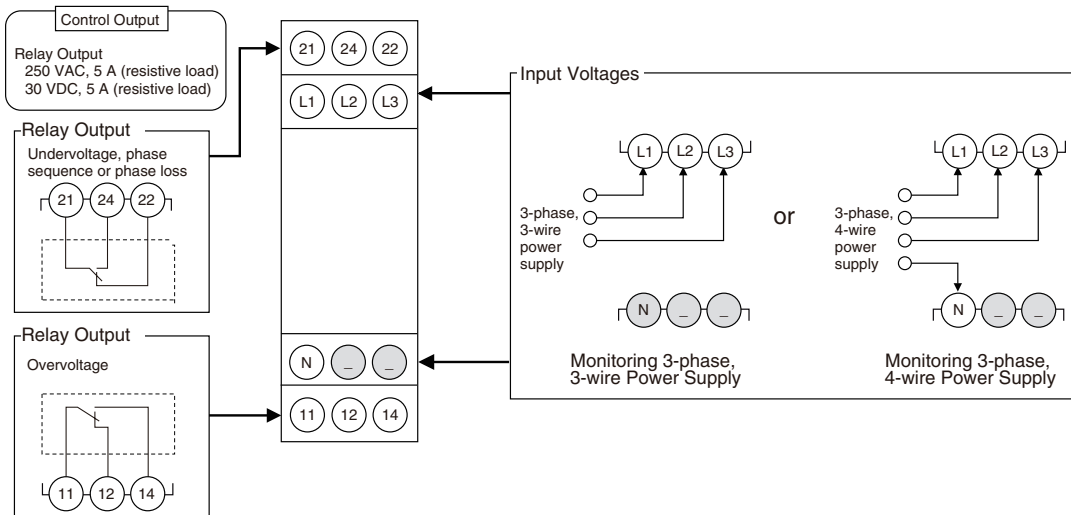 Control Output
Relay Output
250 VAC, 5 A (resistive load)
30 VDC, 5 A (resistive load)
Relay Output
Undervoltage, phase
sequence or phase loss
21 24 22
Relay Output
Overvoltage
11 12 14
21 24 22
L1 L2 L3
N _ _
11 12 14
Input Voltages
L1 L2 L3
3-phase,
3-wire
power
supply
N _ _
Monitoring 3-phase,
3-wire Power Supply
or
L1 L2 L3
3-phase,
4-wire
power
supply
N _ _
Monitoring 3-phase,
4-wire Power Supply